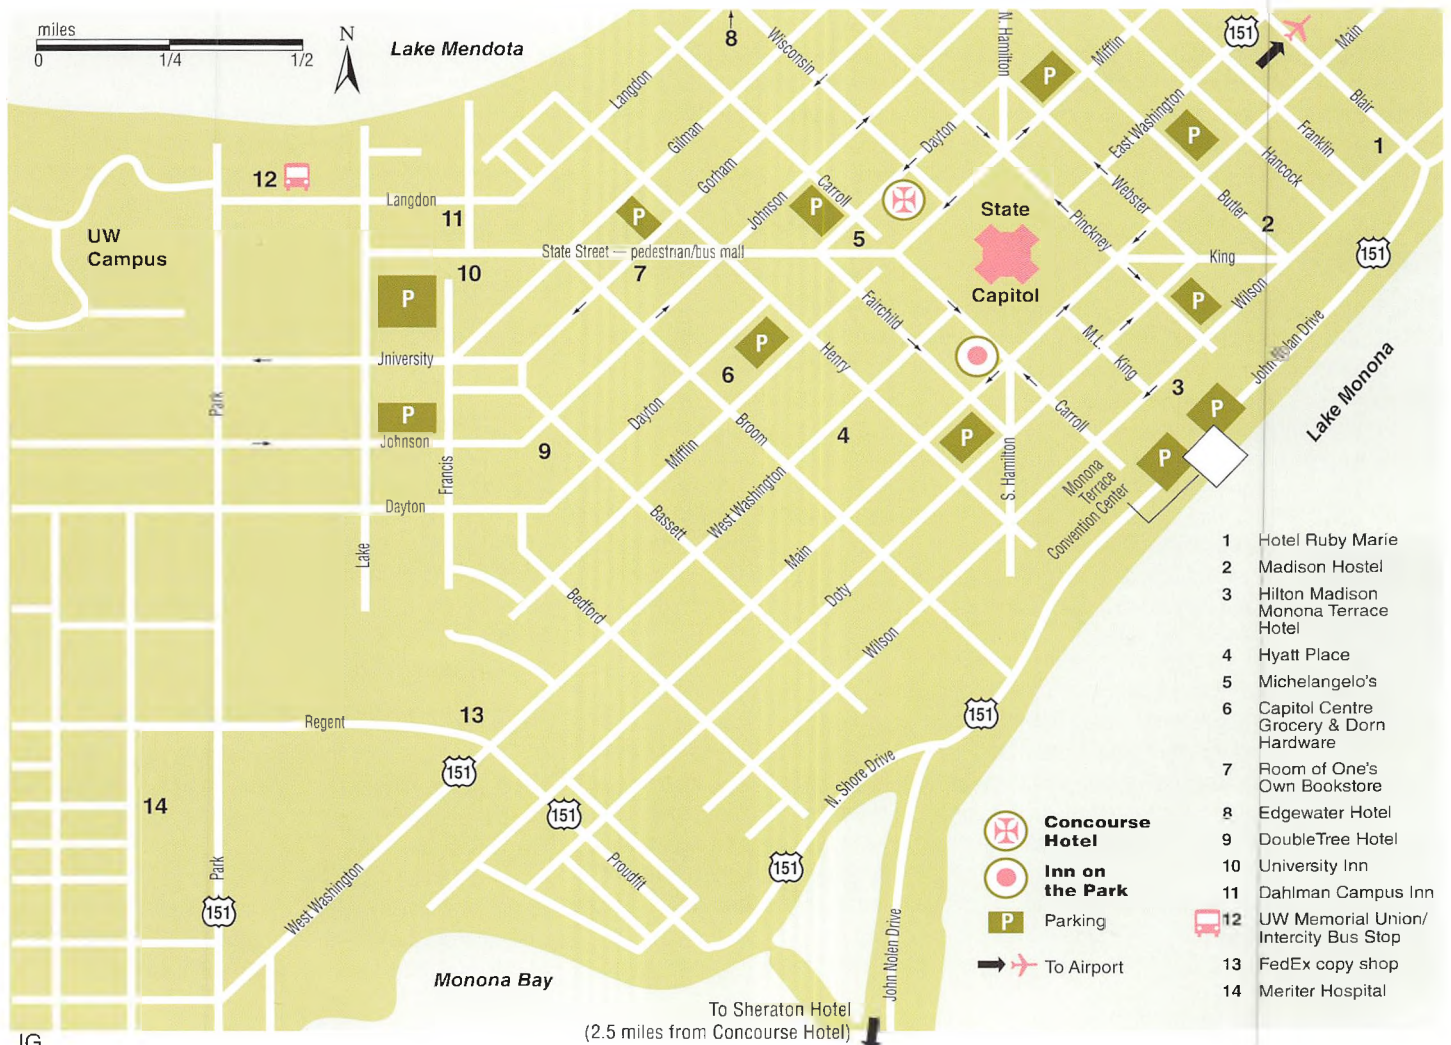 miles
0 1/4 1/2
N
Lake Mendota
8
Wisconsin
N. Hamilton
Mifflin
151
Main
Langdon
P
Blair
Gilman
Dayton
East Washington
P
Franklin
1
12
Gorham
Hancock
Langdon
11
Johnson
P
Carroll
Webster
Butler
2
UW
Campus
P
5
State
Capitol
Pinckney
State Street — pedestrian/bus mall
King
151
10
7
P
Fairchild
P
Wilson
John Nolan Drive
University
P
6
Henry
M.L. King
3
Lake Monona
Park
P
Johnson
Dayton
Broom
4
Carroll
P
P
P
9
Mifflin
Francis
S. Hamilton
Monona
Terrace
Convention Center
Dayton
Bassett
West Washington
Lake
Main
Bedford
Doty
Wilson
Regent
13
151
151
151
N. Shore Drive
14
Park
151
West Washington
Proudfit
151
John Nolen Drive
Monona Bay
To Sheraton Hotel
(2.5 miles from Concourse Hotel)
JG
Concourse
Hotel
Inn on
the Park
P Parking
To Airport
1 Hotel Ruby Marie
2 Madison Hostel
3 Hilton Madison
Monona Terrace
Hotel
4 Hyatt Place
5 Michelangelo's
6 Capitol Centre
Grocery & Dorn
Hardware
7 Room of One's
Own Bookstore
8 Edgewater Hotel
9 DoubleTree Hotel
10 University Inn
11 Dahlman Campus Inn
12 UW Memorial Union/
Intercity Bus Stop
13 FedEx copy shop
14 Meriter Hospital